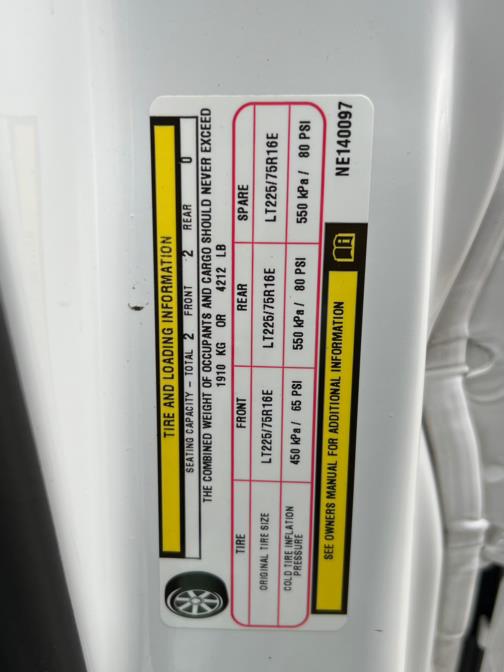 TIRE AND LOADING INFORMATION
SEATING CAPACITY – TOTAL 2 FRONT 2 REAR 0
THE COMBINED WEIGHT OF OCCUPANTS AND CARGO SHOULD NEVER EXCEED
1910 KG OR 4212 LB
TIRE FRONT REAR SPARE
ORIGINAL TIRE SIZE LT225/75R16E LT225/75R16E LT225/75R16E
COLD TIRE INFLATION PRESSURE 450 kPa / 65 PSI 550 kPa / 80 PSI 550 kPa / 80 PSI
SEE OWNERS MANUAL FOR ADDITIONAL INFORMATION
NE140097